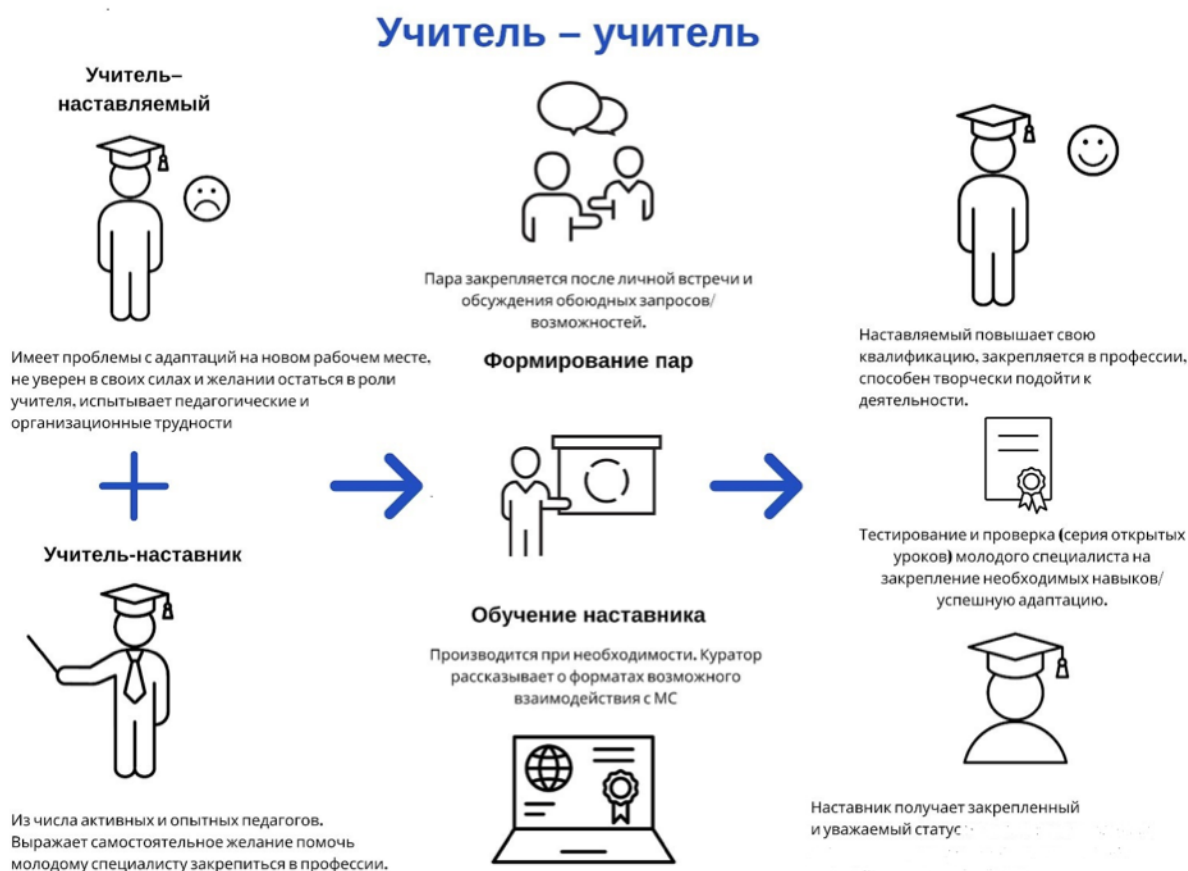 Учитель – учитель
Учитель–
наставляемый
Имеет проблемы с адаптаций на новом рабочем месте,
не уверен в своих силах и желании остаться в роли
учителя, испытывает педагогические и
организационные трудности
Учитель-наставник
Из числа активных и опытных педагогов.
Выражает самостоятельное желание помочь
молодому специалисту закрепиться в профессии.
Пара закрепляется после личной встречи и
обсуждения обоюдных запросов/
возможностей.
Формирование пар
Обучение наставника
Производится при необходимости. Куратор
рассказывает о форматах возможного
взаимодействия с МС
Наставляемый повышает свою
квалификацию, закрепляется в профессии,
способен творчески подойти к
деятельности.
Тестирование и проверка (серия открытых
уроков) молодого специалиста на
закрепление необходимых навыков/
успешную адаптацию.
Наставник получает закрепленный
и уважаемый статус